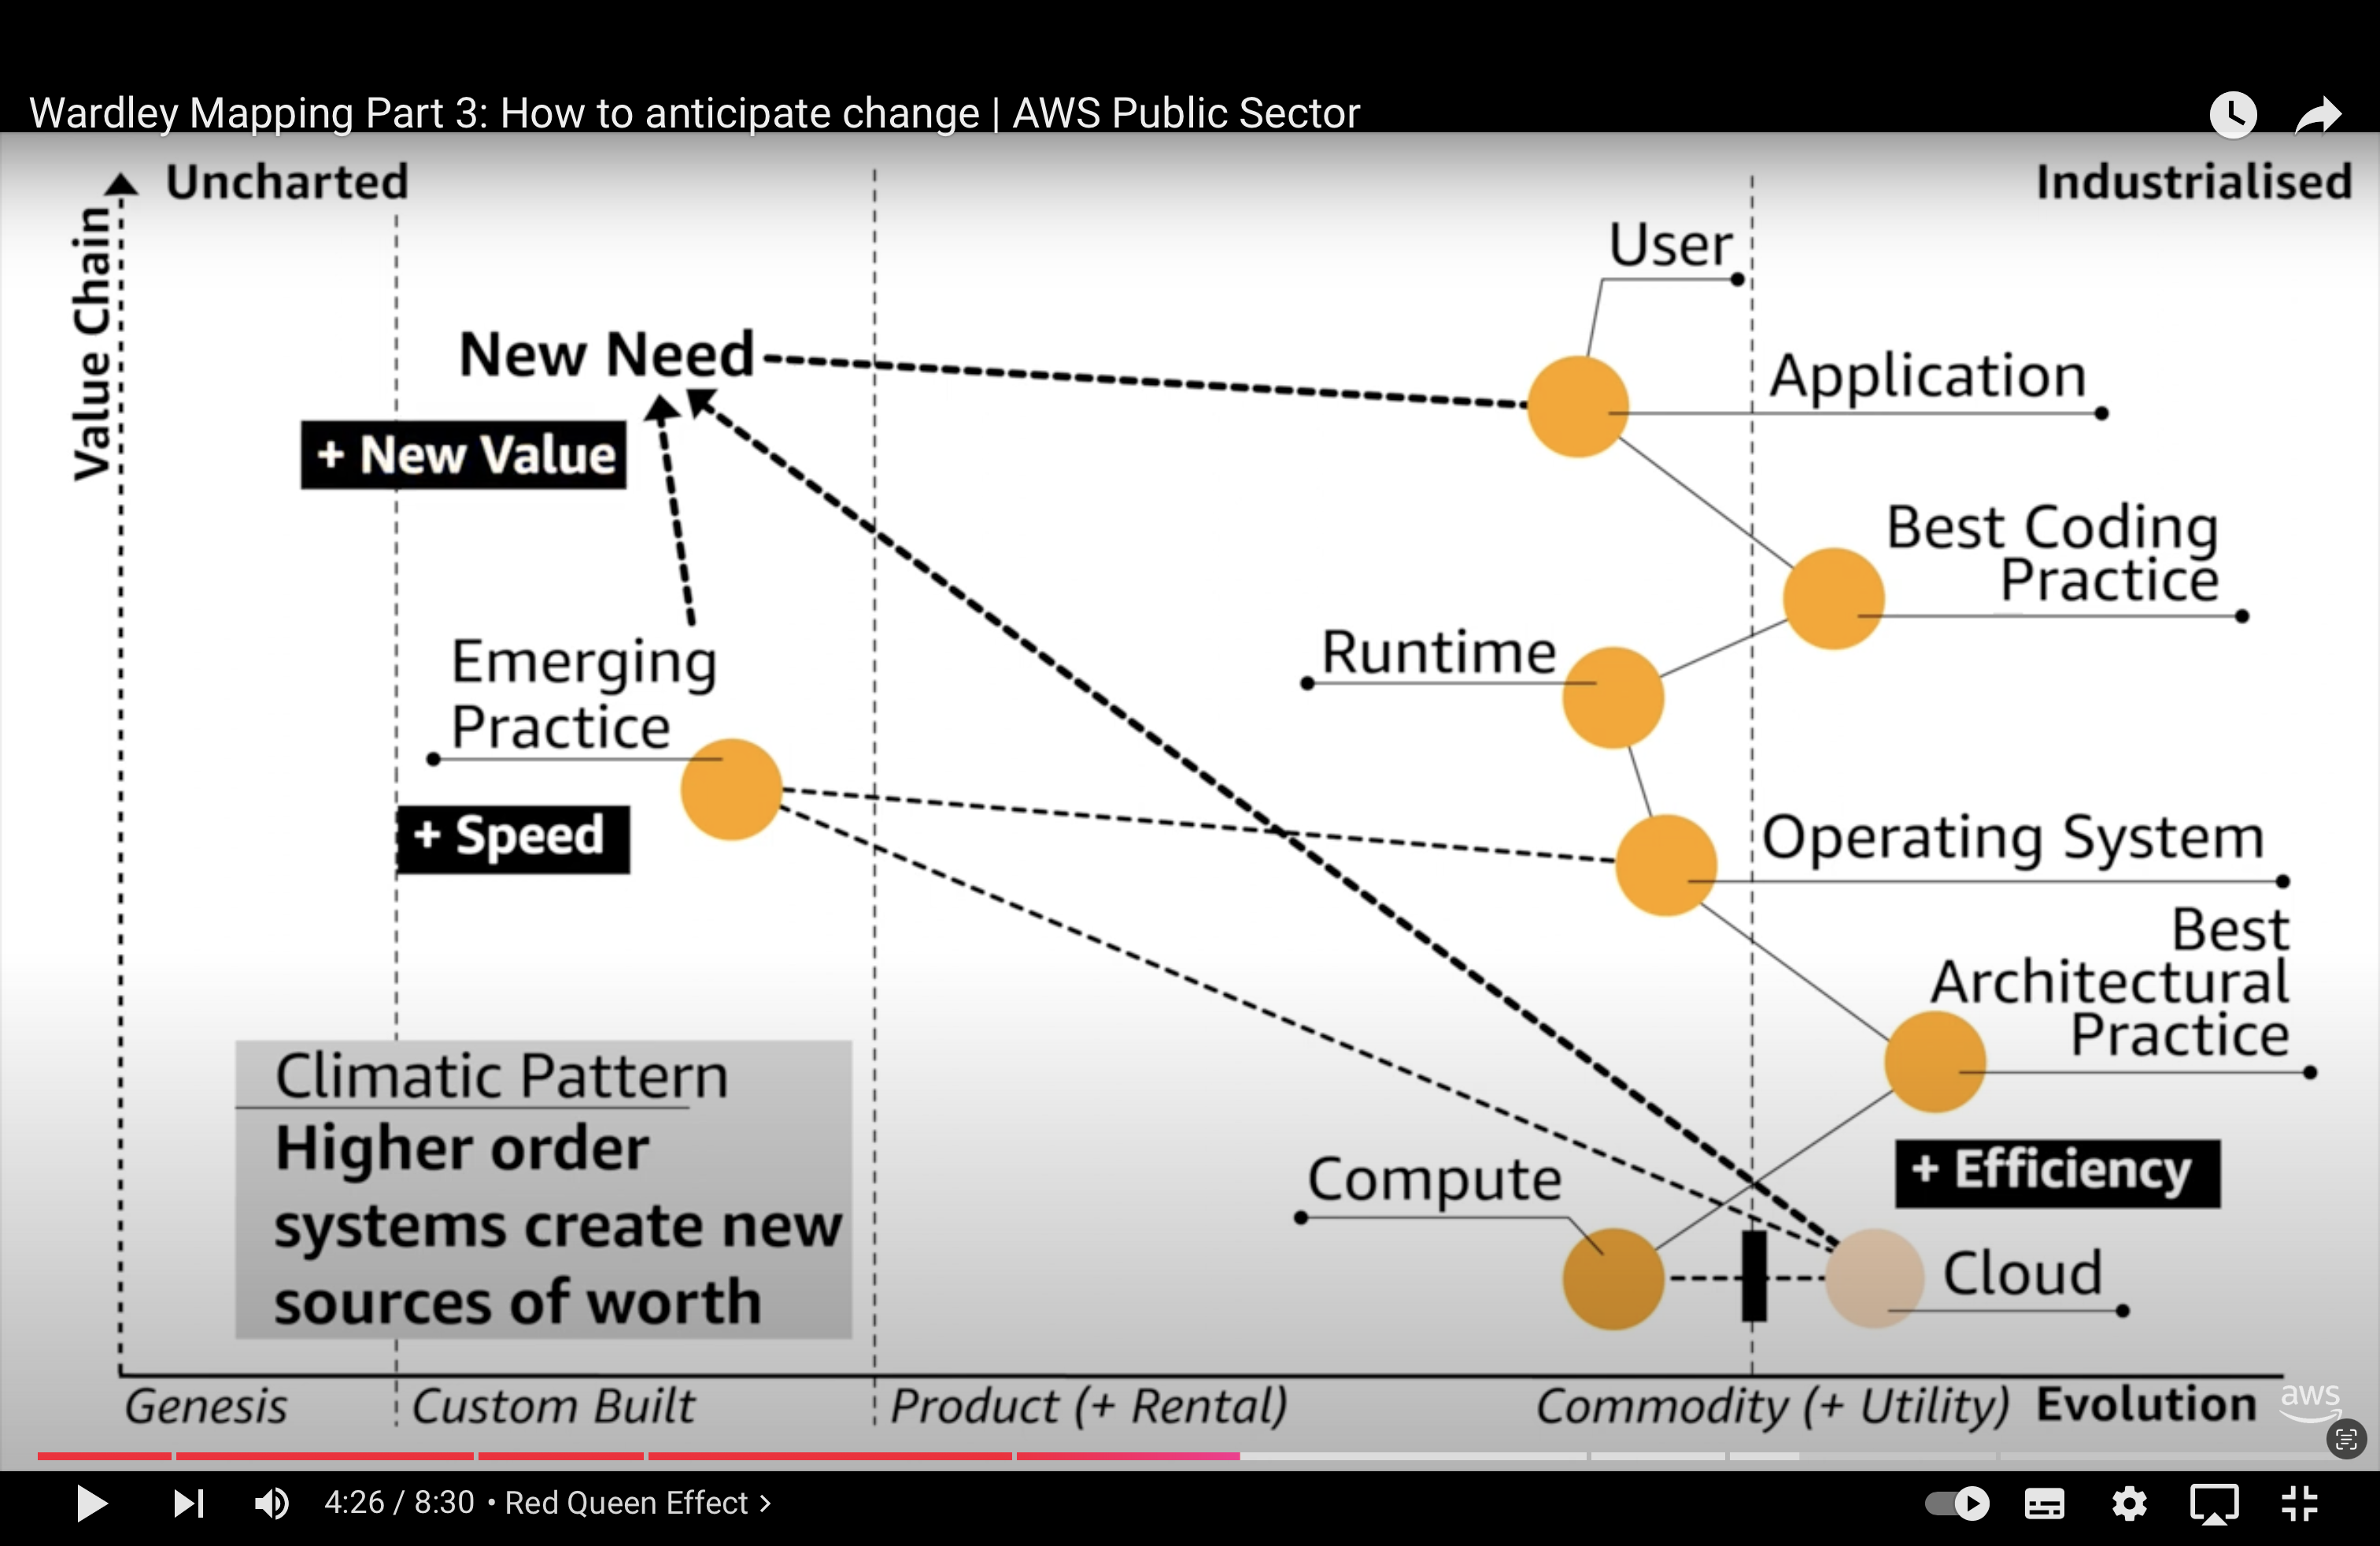 Wardley Mapping Part 3: How to anticipate change | AWS Public Sector
Uncharted
Industrialised
Value Chain
User
New Need
Application
+ New Value
Best Coding
Practice
Runtime
Emerging
Practice
+ Speed
Operating System
Best
Architectural
Practice
Climatic Pattern
Higher order
systems create new
sources of worth
+ Efficiency
Compute
Cloud
Genesis
Custom Built
Product (+ Rental)
Commodity (+ Utility)
Evolution
aws
4:26 / 8:30 • Red Queen Effect >